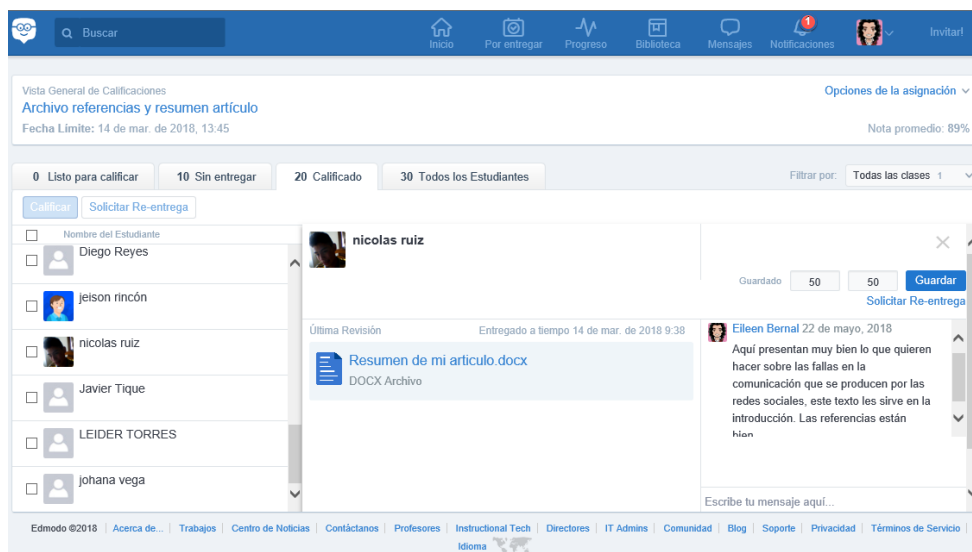 Buscar
Inicio
Por entregar
Progreso
Biblioteca
Mensajes
1
Notificaciones
Invitar!
Vista General de Calificaciones
Archivo referencias y resumen artículo
Fecha Límite: 14 de mar. de 2018, 13:45
Opciones de la asignación
Nota promedio: 89%
0 Listo para calificar
10 Sin entregar
20 Calificado
30 Todos los Estudiantes
Filtrar por:
Todas las clases 1
Calificar
Solicitar Re-entrega
Nombre del Estudiante
Diego Reyes
jeison rincón
nicolas ruiz
Javier Tique
LEIDER TORRES
johana vega
nicolas ruiz
Guardado 50 50 Guardar
Solicitar Re-entrega
Última Revisión
Entregado a tiempo 14 de mar. de 2018 9:38
Resumen de mi articulo.docx
DOCX Archivo
Eileen Bernal 22 de mayo, 2018
Aquí presentan muy bien lo que quieren
hacer sobre las fallas en la
comunicación que se producen por las
redes sociales, este texto les sirve en la
introducción. Las referencias están
bien
Escribe tu mensaje aquí...
Edmodo ©2018 | Acerca de... | Trabajos | Centro de Noticias | Contáctanos | Profesores | Instructional Tech | Directores | IT Admins | Comunidad | Blog | Soporte | Privacidad | Términos de Servicio |
Idioma